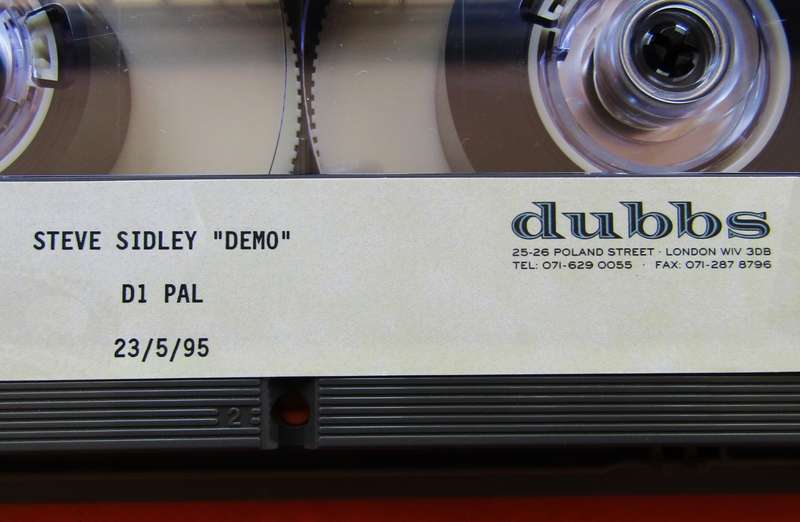 STEVE SIDLEY "DEMO"
D1 PAL
23/5/95
dubbs
25-26 POLAND STREET · LONDON WIV 3DB
TEL: 071-629 0055 · FAX: 071-287 8796
2